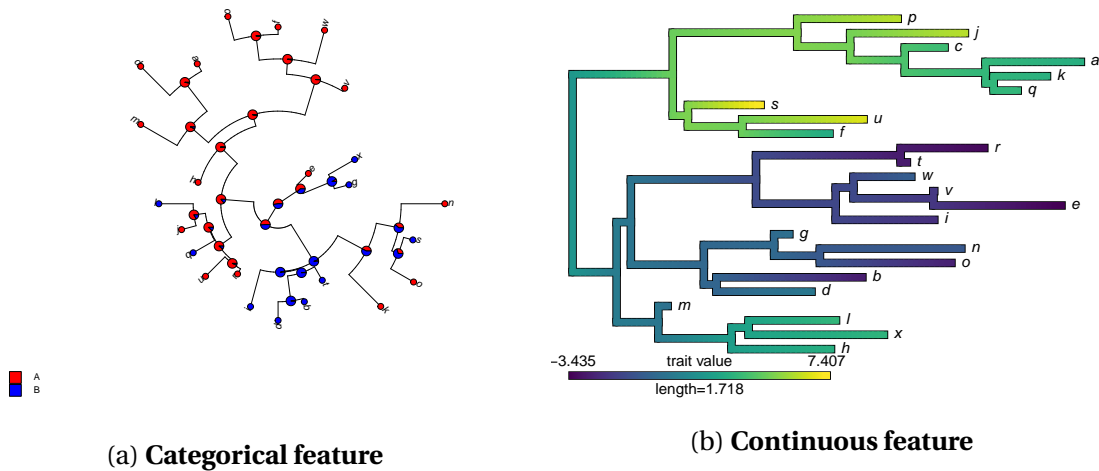 w
v
m
h
x
e
g
n
s
o
k
A
B
p
j
c
a
k
q
s
u
f
r
t
w
v
e
i
g
n
o
b
d
m
l
x
h
−3.435 trait value 7.407
length=1.718
(a) Categorical feature
(b) Continuous feature